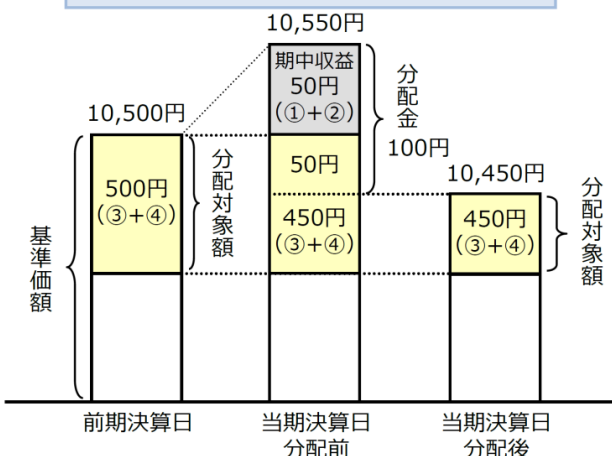 10,550円
期中収益
50円
(①+②)
分配金
100円
10,500円
500円
(③+④)
分配対象額
基準価額
50円
450円
(③+④)
10,450円
450円
(③+④)
分配対象額
前期決算日
当期決算日
分配前
当期決算日
分配後